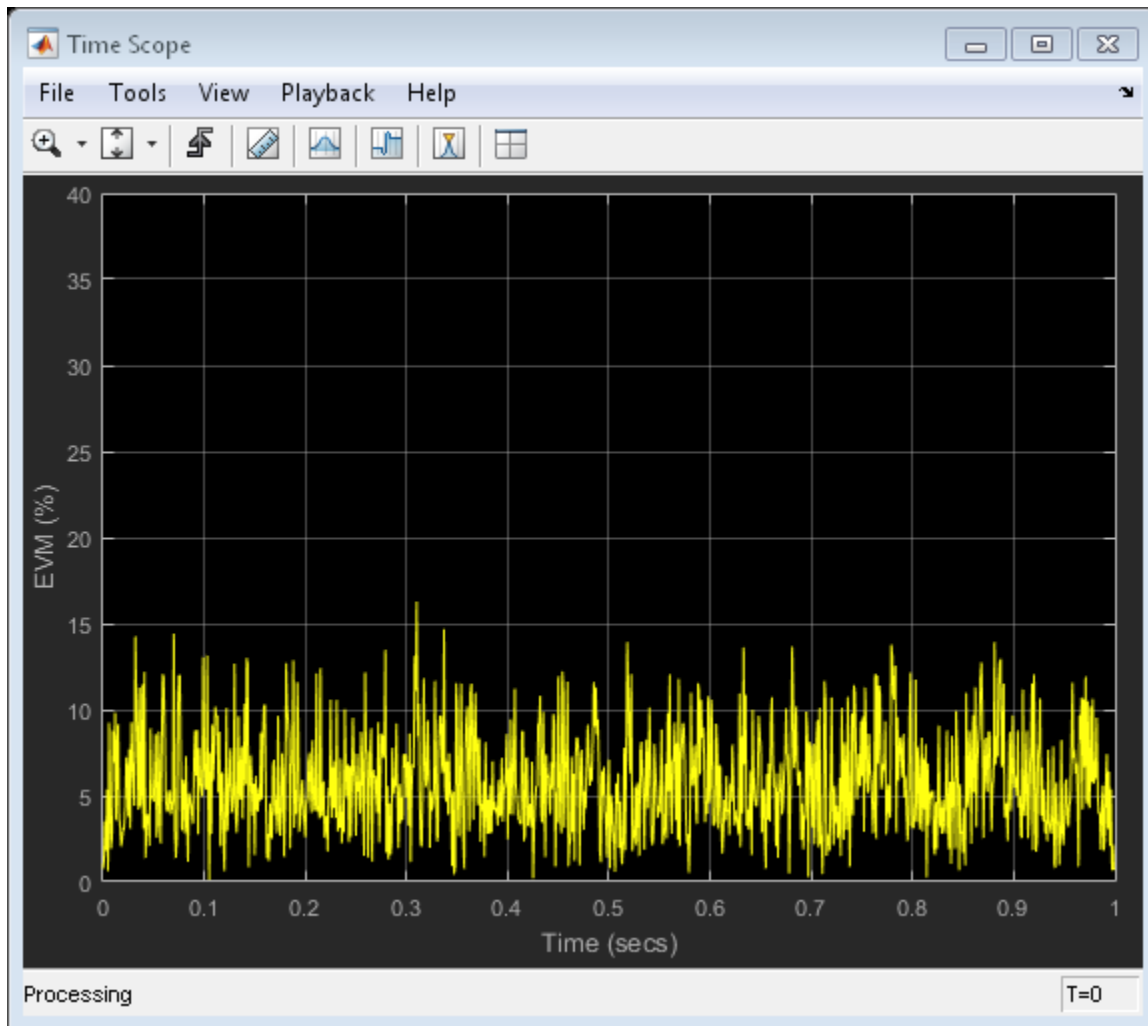 Time Scope
File Tools View Playback Help
40
35
30
25
20
15
10
5
0
EVM (%)
0 0.1 0.2 0.3 0.4 0.5 0.6 0.7 0.8 0.9 1
Time (secs)
Processing T=0